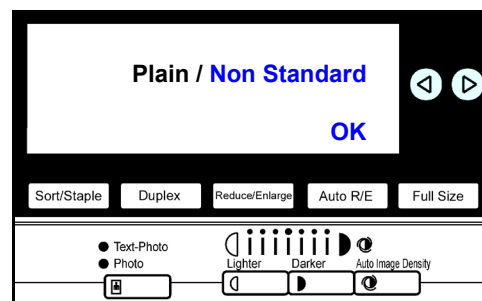 Plain / Non Standard
OK
Sort/Staple Duplex Reduce/Enlarge Auto R/E Full Size
Text-Photo
Photo
Lighter Darker Auto Image Density